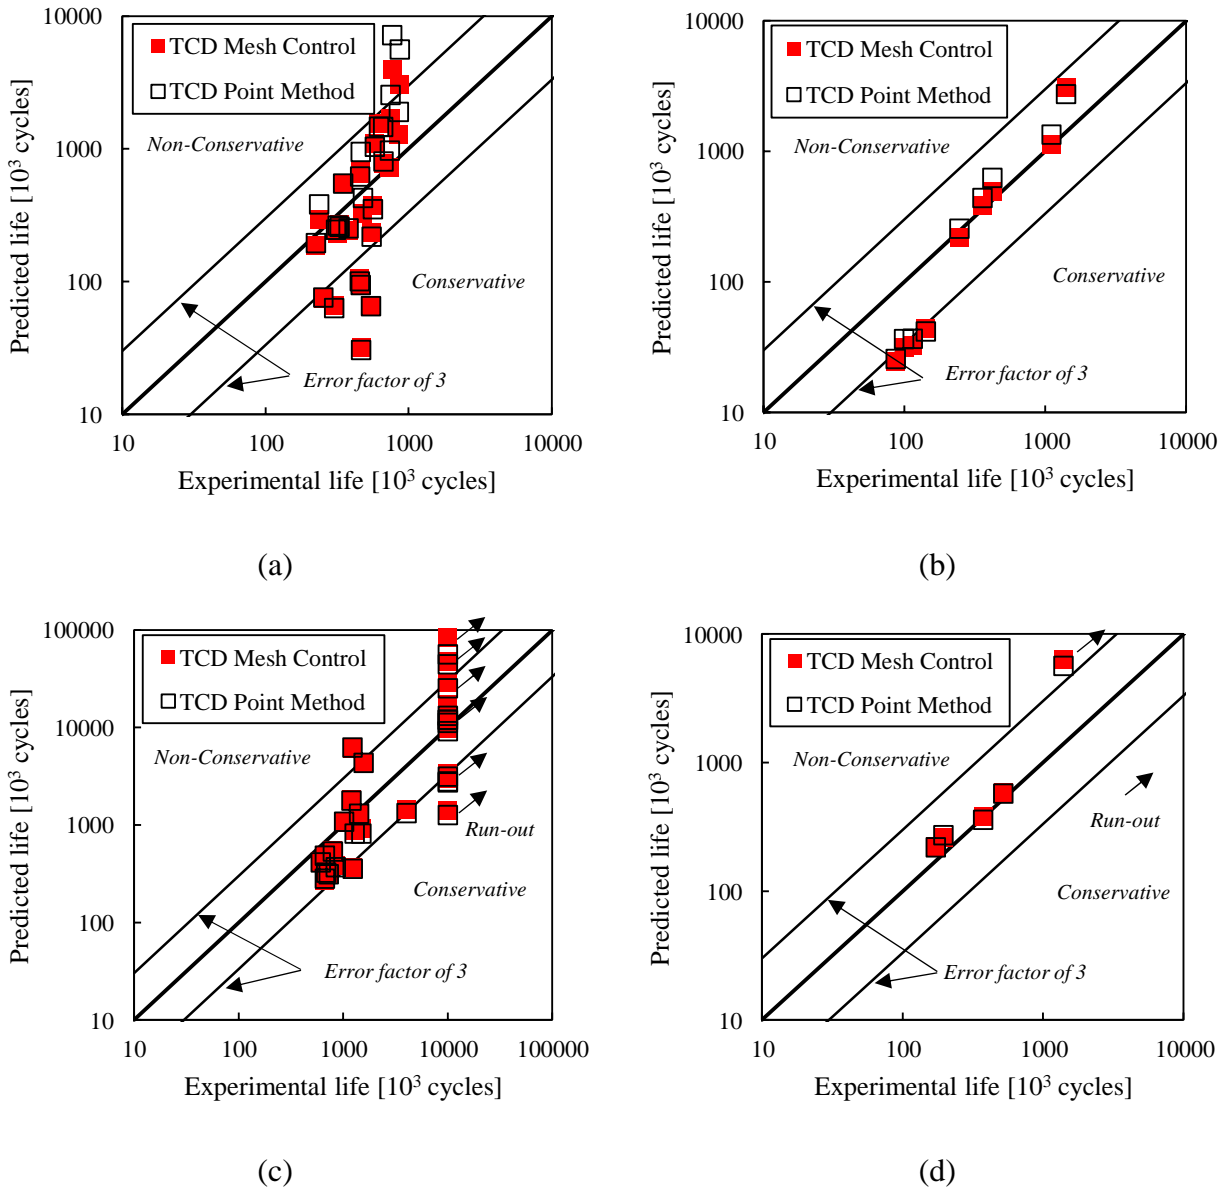 10000
1000
100
10
10
100
1000
10000
Predicted life [10³ cycles]
Experimental life [10³ cycles]
TCD Mesh Control
TCD Point Method
Non-Conservative
Conservative
Error factor of 3
(a)
10000
1000
100
10
10
100
1000
10000
Predicted life [10³ cycles]
Experimental life [10³ cycles]
TCD Mesh Control
TCD Point Method
Non-Conservative
Conservative
Error factor of 3
(b)
100000
10000
1000
100
10
10
100
1000
10000
100000
Predicted life [10³ cycles]
Experimental life [10³ cycles]
TCD Mesh Control
TCD Point Method
Non-Conservative
Run-out
Conservative
Error factor of 3
(c)
10000
1000
100
10
10
100
1000
10000
Predicted life [10³ cycles]
Experimental life [10³ cycles]
TCD Mesh Control
TCD Point Method
Non-Conservative
Run-out
Conservative
Error factor of 3
(d)